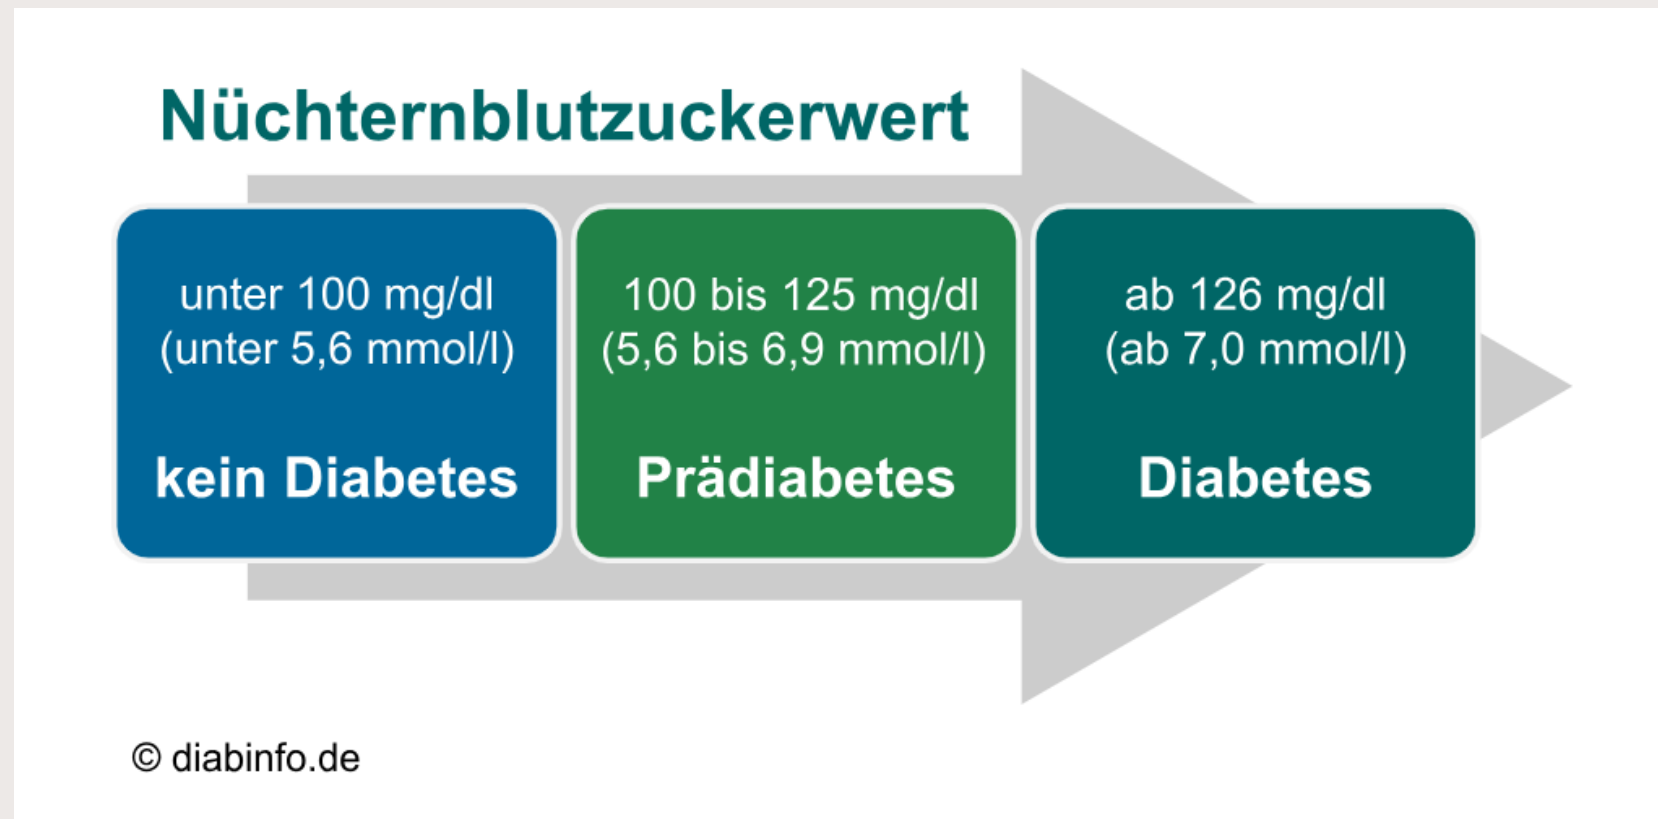 Nüchternblutzuckerwert
unter 100 mg/dl
(unter 5,6 mmol/l)
kein Diabetes
100 bis 125 mg/dl
(5,6 bis 6,9 mmol/l)
Prädiabetes
ab 126 mg/dl
(ab 7,0 mmol/l)
Diabetes
© diabinfo.de